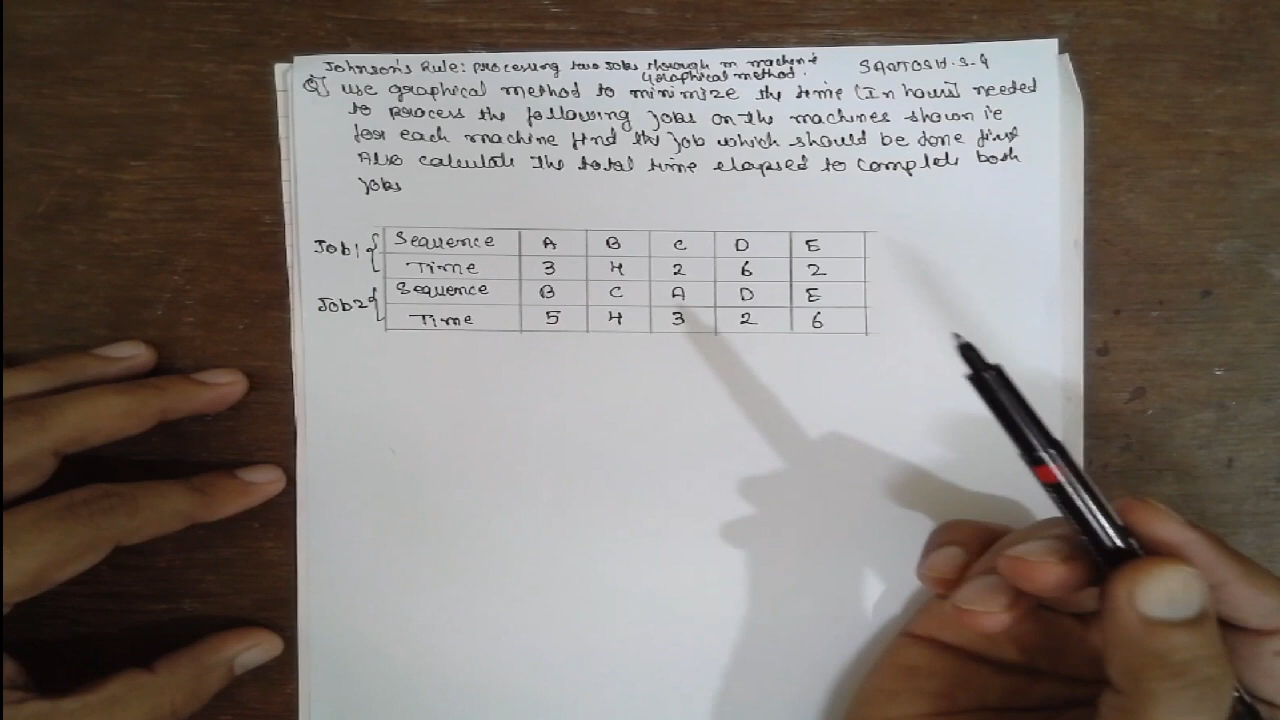 Johnson's Rule: Processing two Jobs through m machine
Graphical method.
SANTOSH.S.G
Q] Use graphical method to minimize the time [In hours] needed
to process the following jobs on the machines shown ie
for each machine find the job which should be done first
Also calculate the total time elapsed to complete both
jobs
Job1 { Sequence A B C D E
Time 3 4 2 6 2
Job2 { Sequence B C A D E
Time 5 4 3 2 6